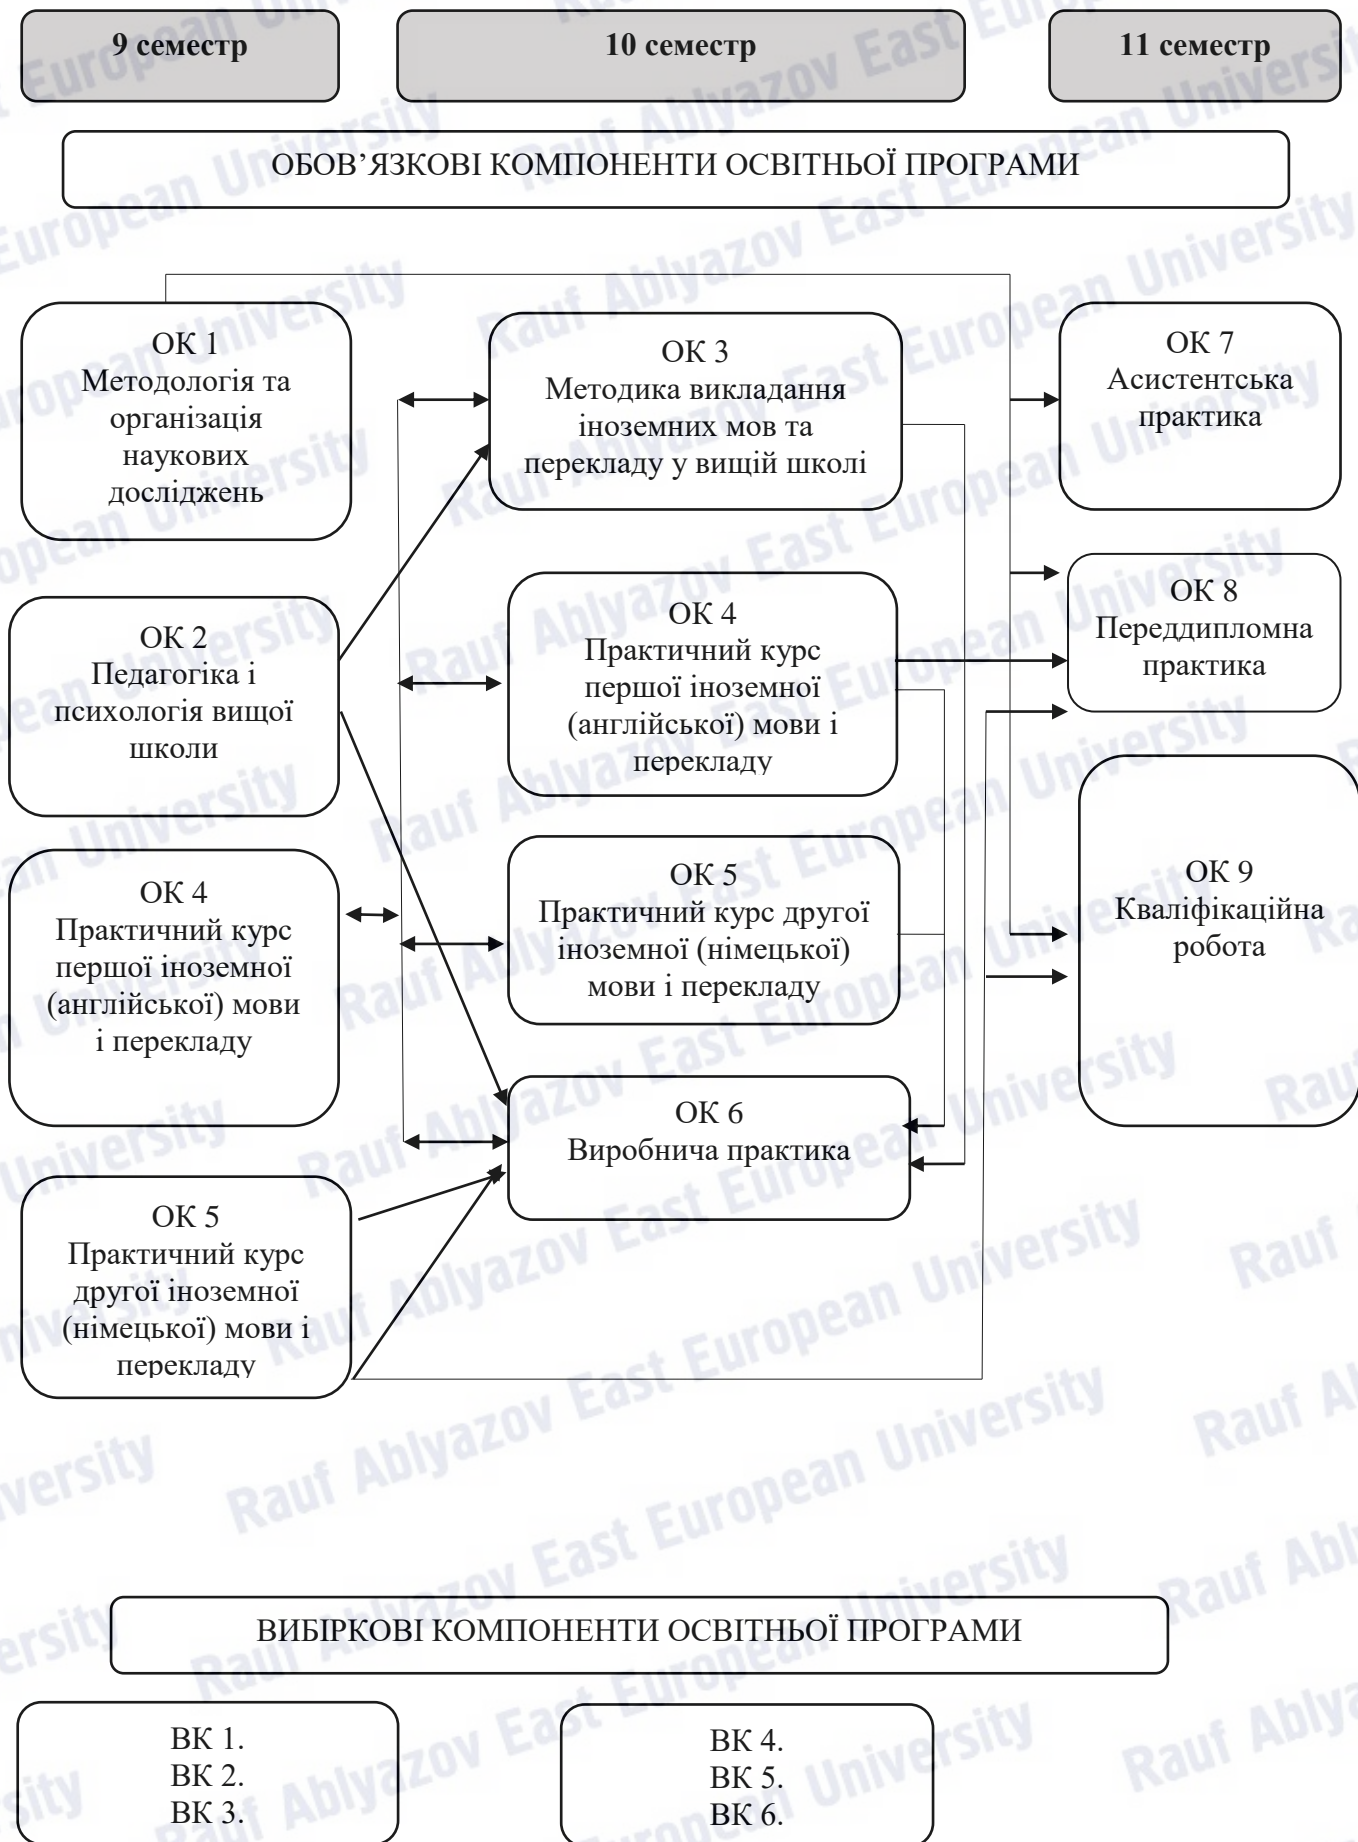 9 семестр
10 семестр
11 семестр
ОБОВ’ЯЗКОВІ КОМПОНЕНТИ ОСВІТНЬОЇ ПРОГРАМИ
ОК 1
Методологія та
організація
наукових
досліджень
ОК 2
Педагогіка і
психологія вищої
школи
ОК 4
Практичний курс
першої іноземної
(англійської) мови
і перекладу
ОК 5
Практичний курс
другої іноземної
(німецької) мови і
перекладу
ОК 3
Методика викладання
іноземних мов та
перекладу у вищій школі
ОК 4
Практичний курс
першої іноземної
(англійської) мови і
перекладу
ОК 5
Практичний курс другої
іноземної (німецької)
мови і перекладу
ОК 6
Виробнича практика
ОК 7
Асистентська
практика
ОК 8
Переддипломна
практика
ОК 9
Кваліфікаційна
робота
ВИБІРКОВІ КОМПОНЕНТИ ОСВІТНЬОЇ ПРОГРАМИ
ВК 1.
ВК 2.
ВК 3.
ВК 4.
ВК 5.
ВК 6.
Rauf Ablyazov East European University